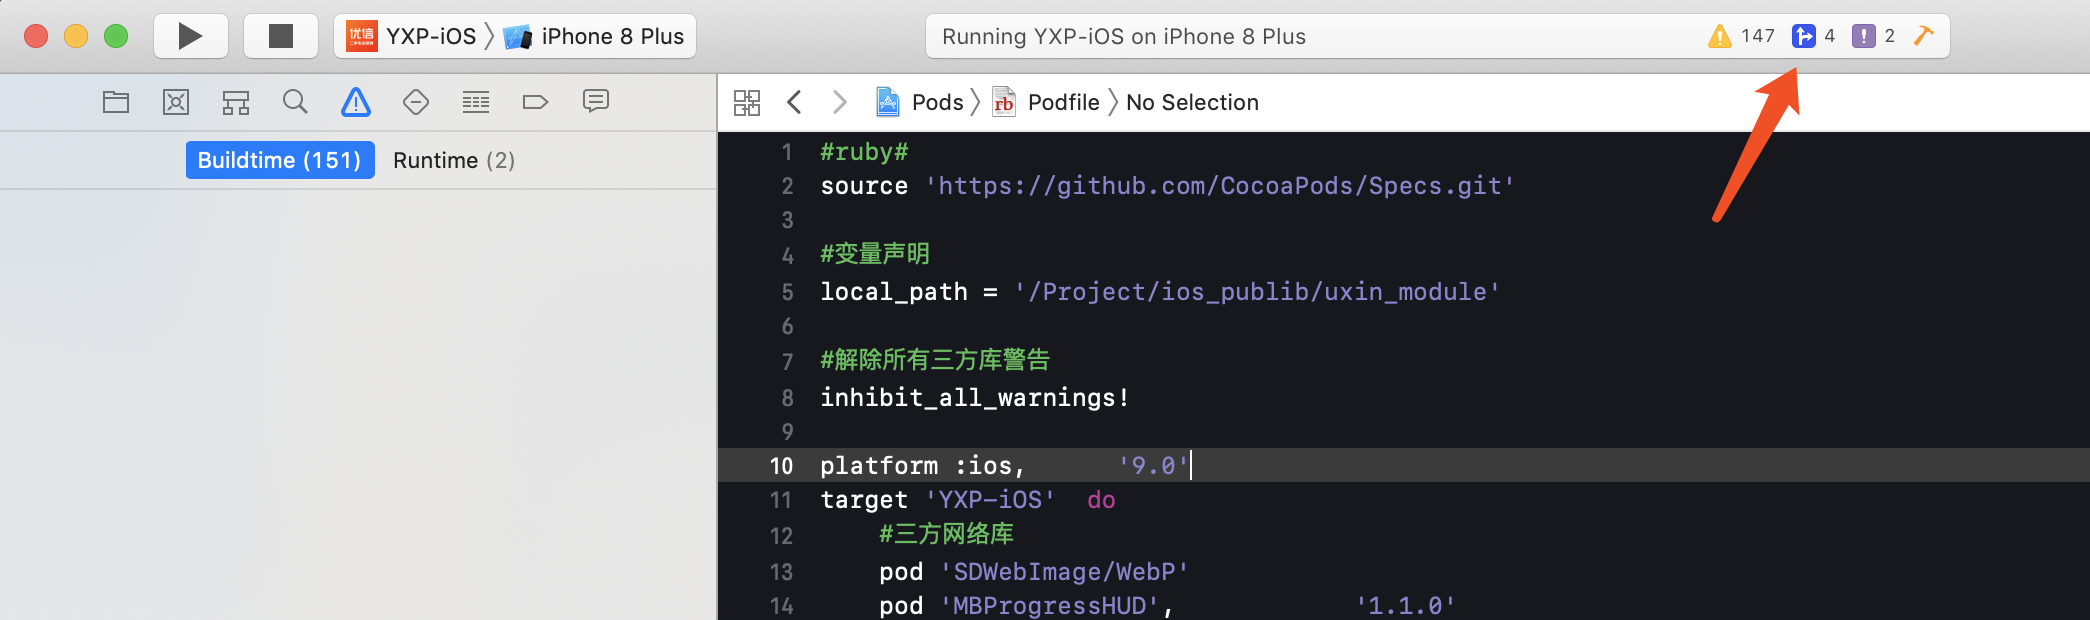 优信 YXP-iOS iPhone 8 Plus Running YXP-iOS on iPhone 8 Plus 147 4 2
Pods rb Podfile No Selection
Buildtime (151) Runtime (2)
1 #ruby#
2 source 'https://github.com/CocoaPods/Specs.git'
3
4 #变量声明
5 local_path = '/Project/ios_publib/uxin_module'
6
7 #解除所有三方库警告
8 inhibit_all_warnings!
9
10 platform :ios, '9.0'
11 target 'YXP-iOS' do
12 #三方网络库
13 pod 'SDWebImage/WebP'
14 pod 'MBProgressHUD', '1.1.0'